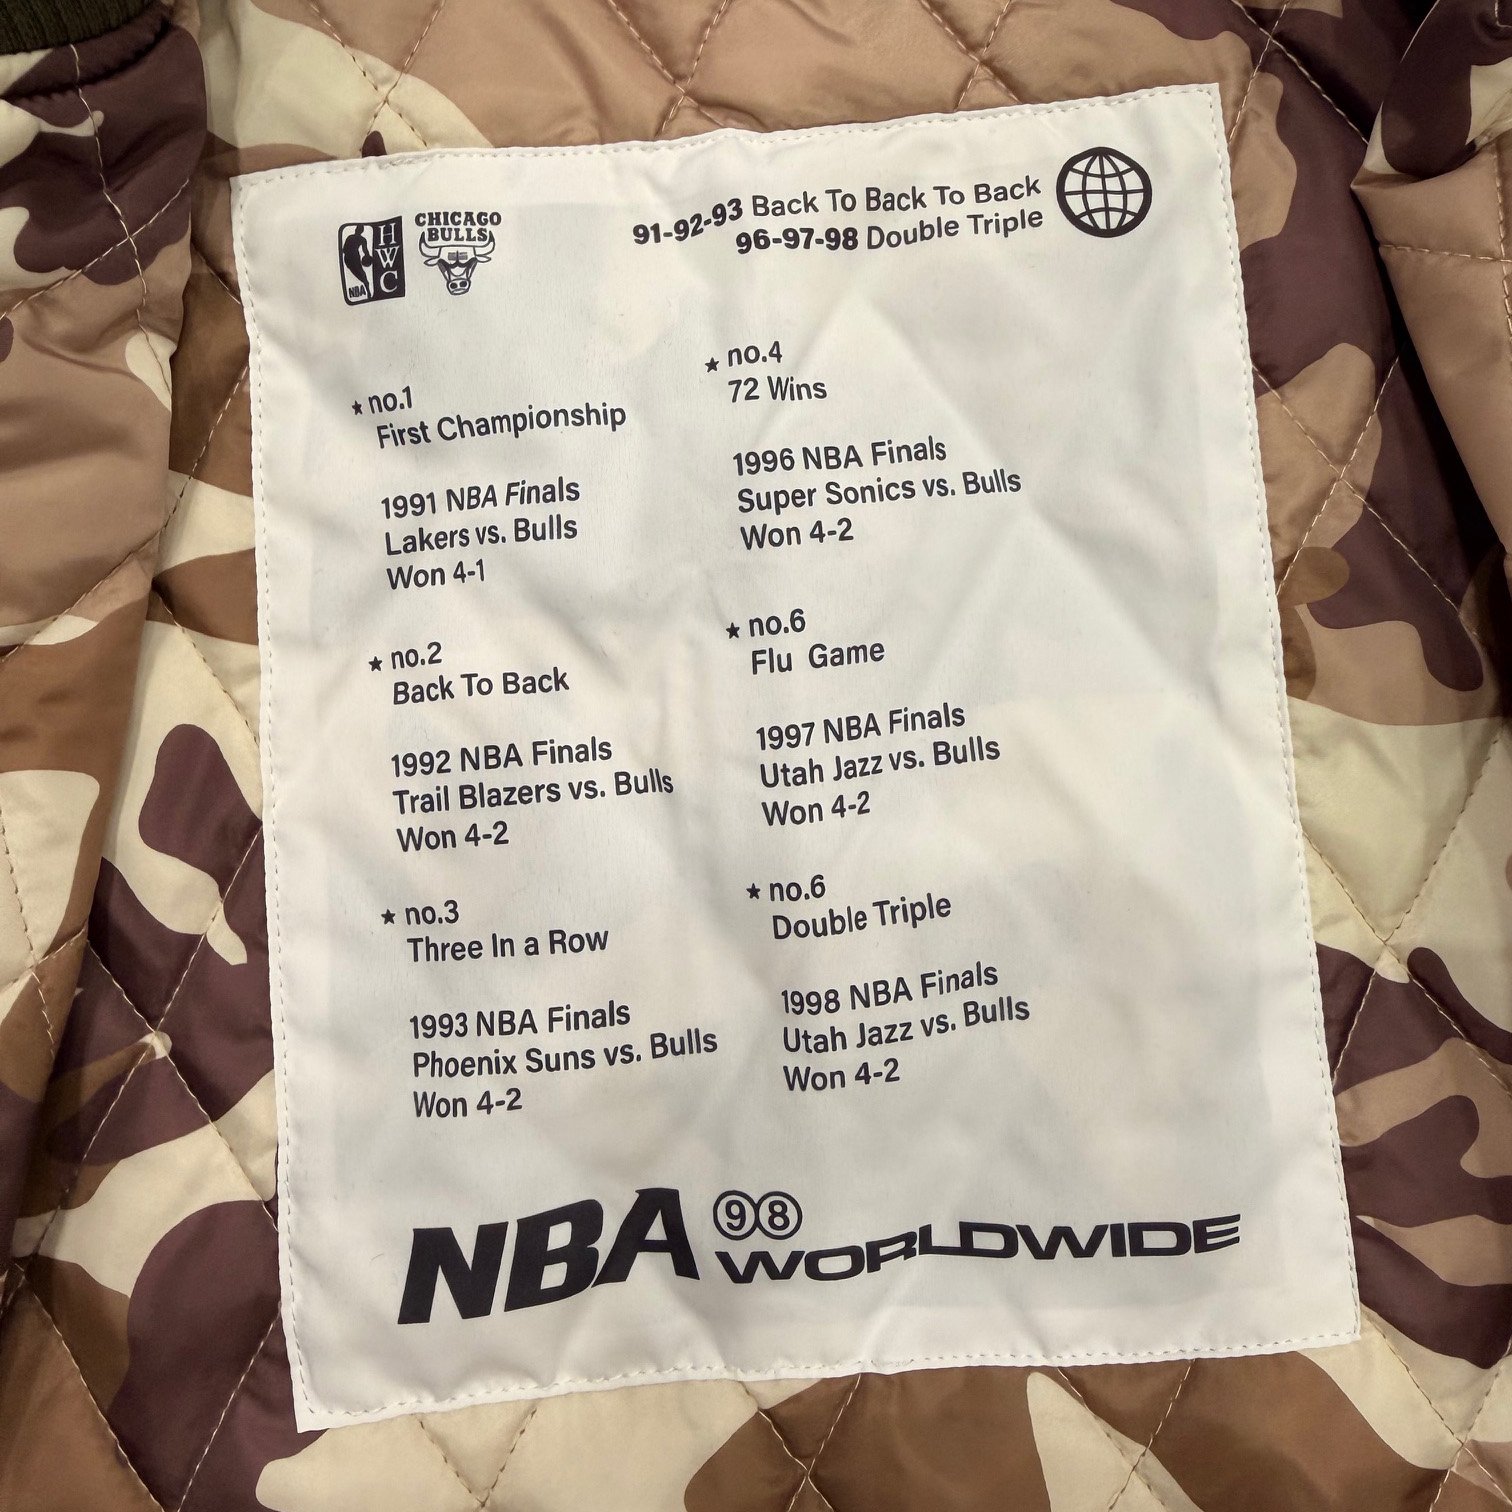 HWC
NBA
CHICAGO
BULLS
91-92-93 Back To Back To Back
96-97-98 Double Triple
★ no.1
First Championship
1991 NBA Finals
Lakers vs. Bulls
Won 4-1
★ no.2
Back To Back
1992 NBA Finals
Trail Blazers vs. Bulls
Won 4-2
★ no.3
Three In a Row
1993 NBA Finals
Phoenix Suns vs. Bulls
Won 4-2
★ no.4
72 Wins
1996 NBA Finals
Super Sonics vs. Bulls
Won 4-2
★ no.6
Flu Game
1997 NBA Finals
Utah Jazz vs. Bulls
Won 4-2
★ no.6
Double Triple
1998 NBA Finals
Utah Jazz vs. Bulls
Won 4-2
NBA 98 WORLDWIDE